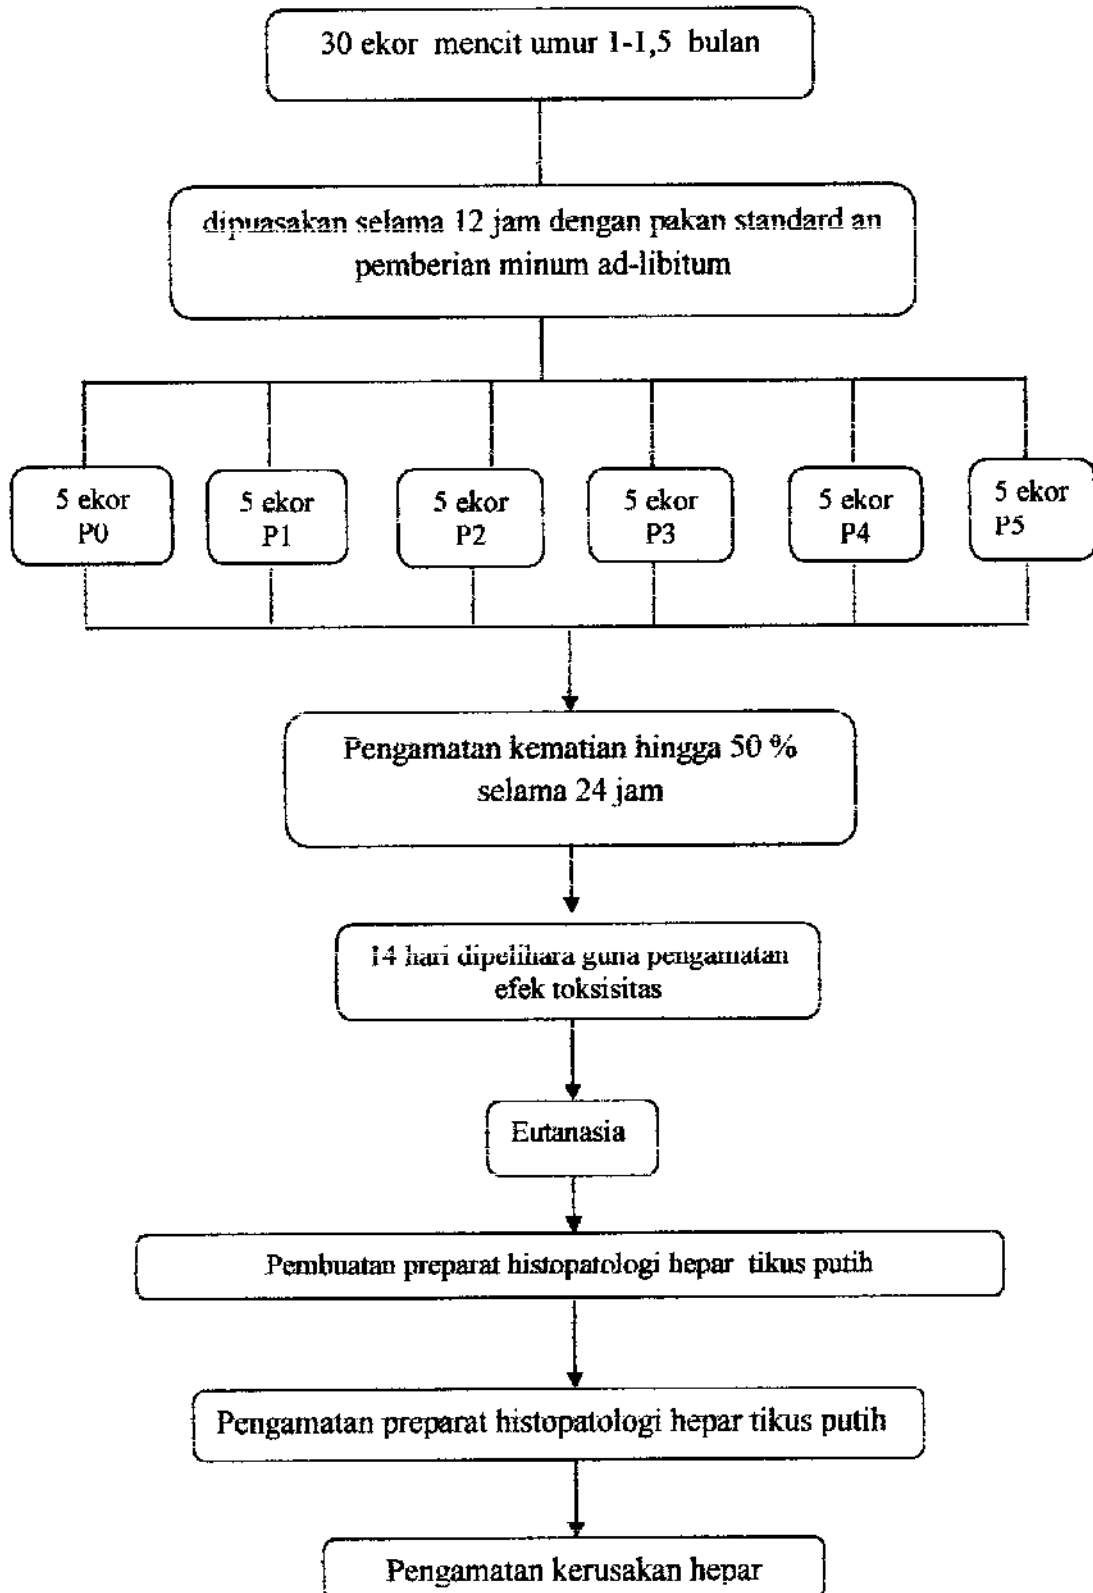 30 ekor mencit umur 1-1,5 bulan
dipuasakan selama 12 jam dengan pakan standard an
pemberian minum ad-libitum
5 ekor
P0
5 ekor
P1
5 ekor
P2
5 ekor
P3
5 ekor
P4
5 ekor
P5
Pengamatan kematian hingga 50 %
selama 24 jam
14 hari dipelihara guna pengamatan
efek toksisitas
Eutanasia
Pembuatan preparat histopatologi hepar tikus putih
Pengamatan preparat histopatologi hepar tikus putih
Pengamatan kerusakan hepar